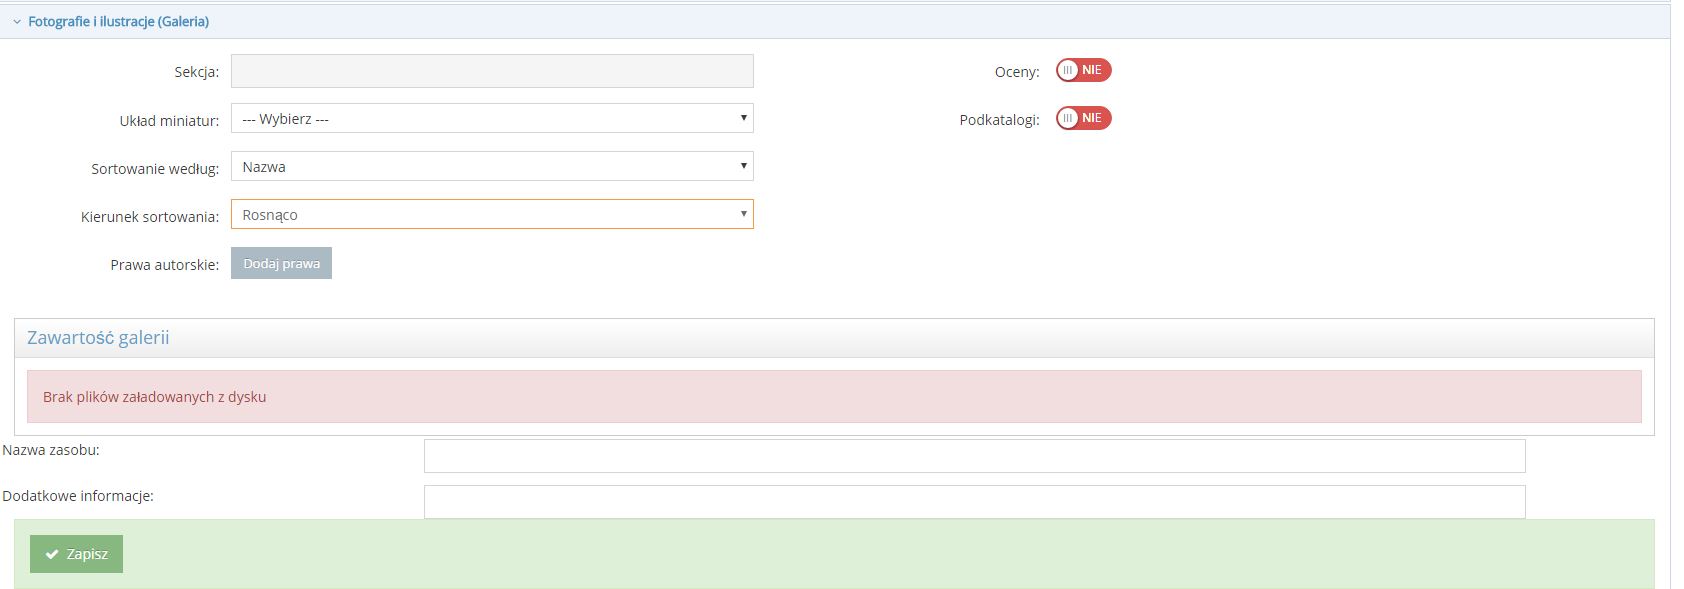 Fotografie i ilustracje (Galeria)
Sekcja:
Oceny: NIE
Układ miniatur: --- Wybierz ---
Podkatalogi: NIE
Sortowanie według: Nazwa
Kierunek sortowania: Rosnąco
Prawa autorskie: Dodaj prawa
Zawartość galerii
Brak plików załadowanych z dysku
Nazwa zasobu:
Dodatkowe informacje:
Zapisz